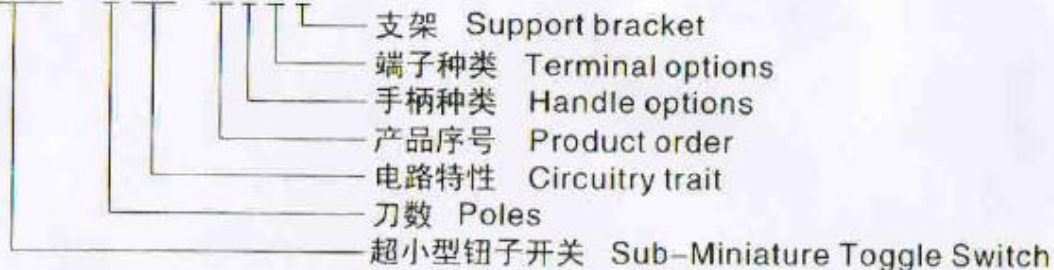 支架 Support bracket
端子种类 Terminal options
手柄种类 Handle options
产品序号 Product order
电路特性 Circuitry trait
刀数 Poles
超小型钮子开关 Sub-Miniature Toggle Switch